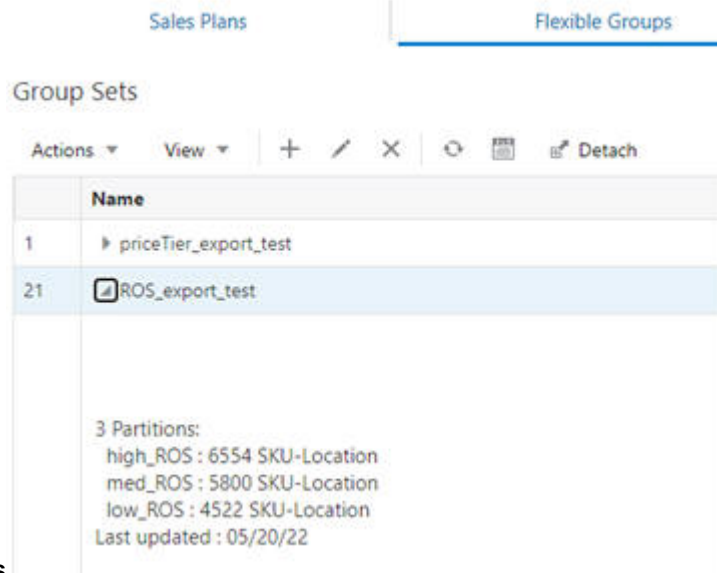 Sales Plans Flexible Groups
Group Sets
Actions View Detach
Name
1 priceTier_export_test
21 ROS_export_test
3 Partitions:
high_ROS : 6554 SKU-Location
med_ROS : 5800 SKU-Location
low_ROS : 4522 SKU-Location
Last updated : 05/20/22
s